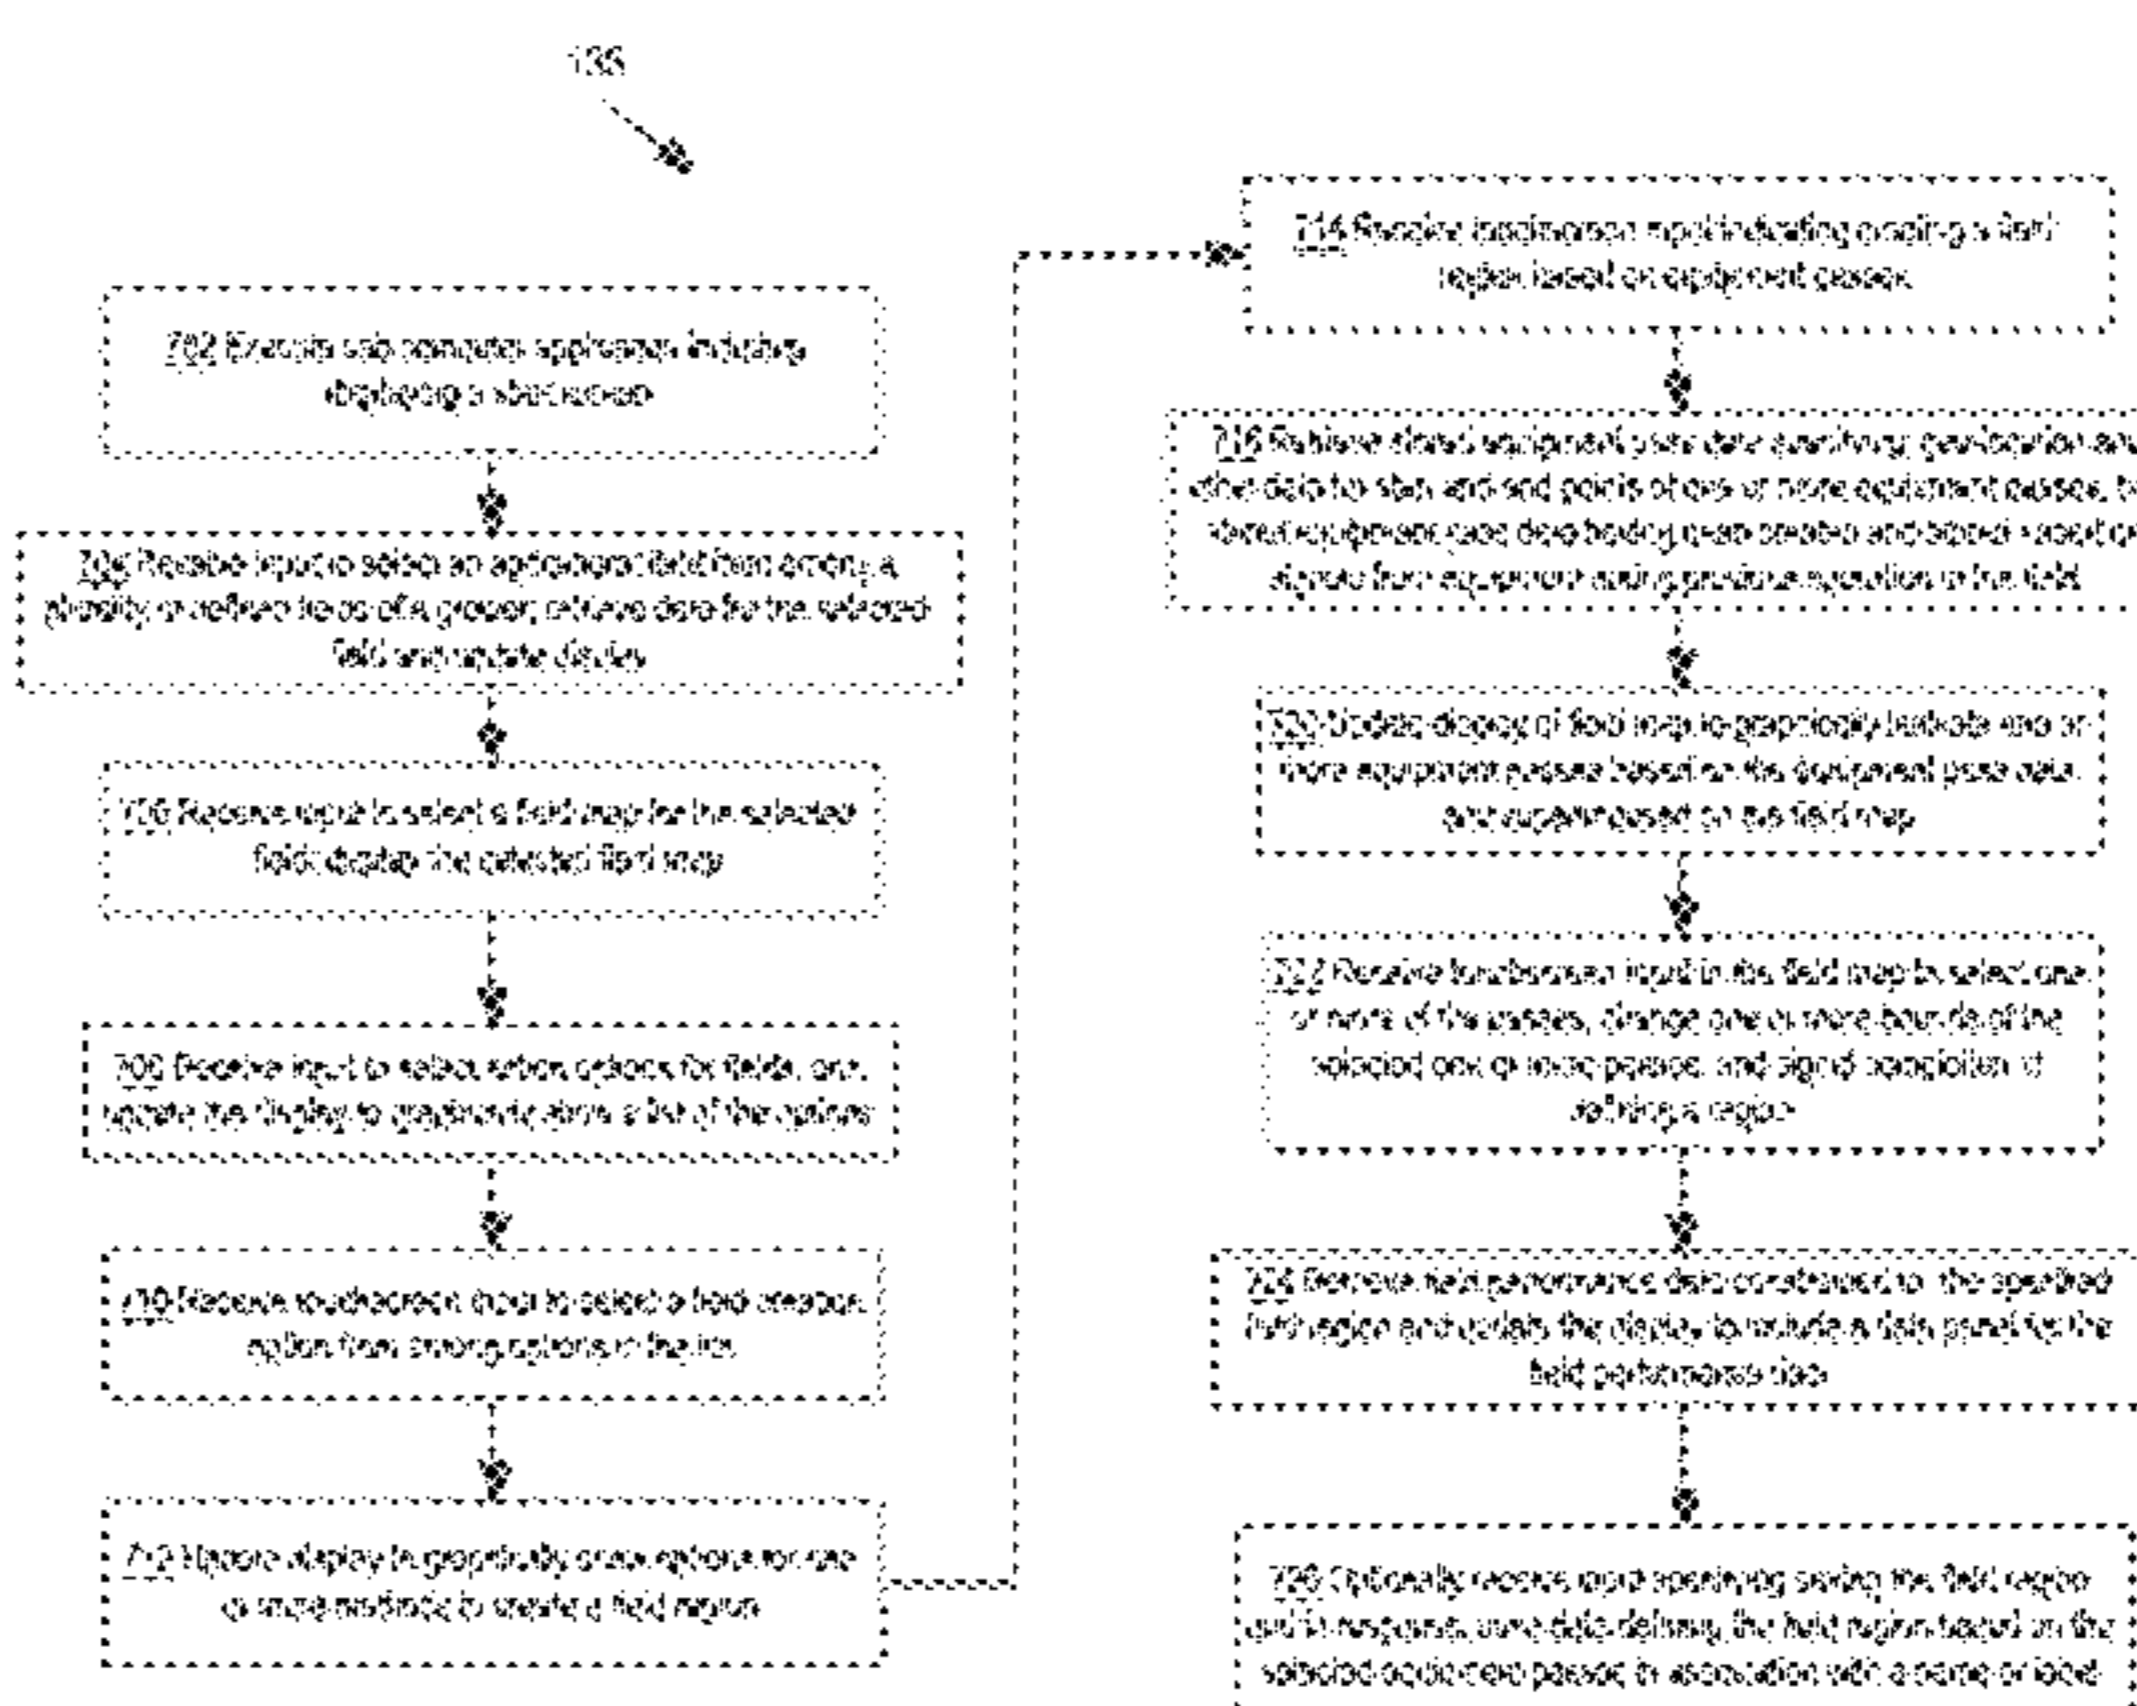 135
702 Execute mobile computer application including
displaying a start screen
704 Receive input to select an agricultural field from among a
plurality of defined fields of a grower, retrieve data for the selected
field and update display
706 Receive input to select a field map for the selected
field; display the selected field map
708 Receive input to select action options for fields, and,
update the display to graphically show a list of the options
710 Receive touchscreen input to select a field creation
option from among options in the list
712 Update display to graphically show options for one
or more methods to create a field region
714 Receive touchscreen input indicating creating a field
region based on equipment passes
716 Retrieve stored equipment pass data specifying geo-location and
other data for start and end points of one or more equipment passes,
stored equipment pass data having been created and stored based on
signals from equipment during previous operation in the field
720 Update display of field map to graphically indicate one or
more equipment passes based on the equipment pass data
and superimposed on the field map
722 Receive touchscreen input in the field map to select one
or more of the passes, change one or more bounds of the
selected one or more passes, and signal completion of
defining a region
724 Retrieve field performance data constrained to the specified
field region and update the display to include a data panel for the
field performance data
726 Optionally receive input specifying saving the field region
and in response, save data defining the field region based on the
selected equipment passes in association with a name or label